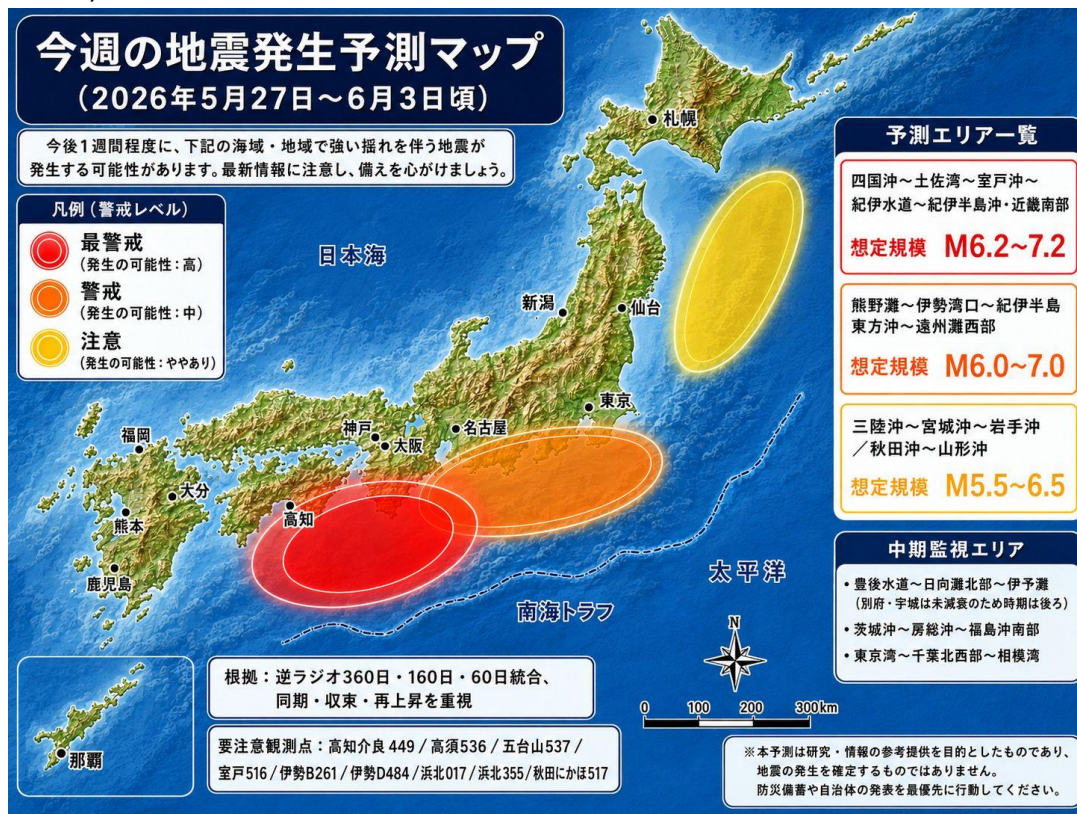 今週の地震発生予測マップ
(2026年5月27日～6月3日頃)
今後1週間程度に、下記の海域・地域で強い揺れを伴う地震が
発生する可能性があります。最新情報に注意し、備えを心がけましょう。
凡例(警戒レベル)
最警戒
(発生の可能性:高)
警戒
(発生の可能性:中)
注意
(発生の可能性:ややあり)
日本海
札幌
新潟
仙台
東京
名古屋
神戸
大阪
福岡
大分
熊本
高知
鹿児島
那覇
太平洋
南海トラフ
予測エリア一覧
四国沖～土佐湾～室戸沖～
紀伊水道～紀伊半島沖・近畿南部
想定規模 M6.2～7.2
熊野灘～伊勢湾口～紀伊半島
東方沖～遠州灘西部
想定規模 M6.0～7.0
三陸沖～宮城沖～岩手沖
/秋田沖～山形沖
想定規模 M5.5～6.5
中期監視エリア
・豊後水道～日向灘北部～伊予灘
(別府・宇城は未減衰のため時期は後ろ)
・茨城沖～房総沖～福島沖南部
・東京湾～千葉北西部～相模湾
N
0 100 200 300km
根拠:逆ラジオ360日・160日・60日統合、
同期・収束・再上昇を重視
要注意観測点:高知介良449/高須536/五台山537/
室戸516/伊勢B261/伊勢D484/浜北017/浜北355/秋田にかほ517
※本予測は研究・情報の参考提供を目的としたものであり、
地震の発生を確定するものではありません。
防災備蓄や自治体の発表を最優先に行動してください。